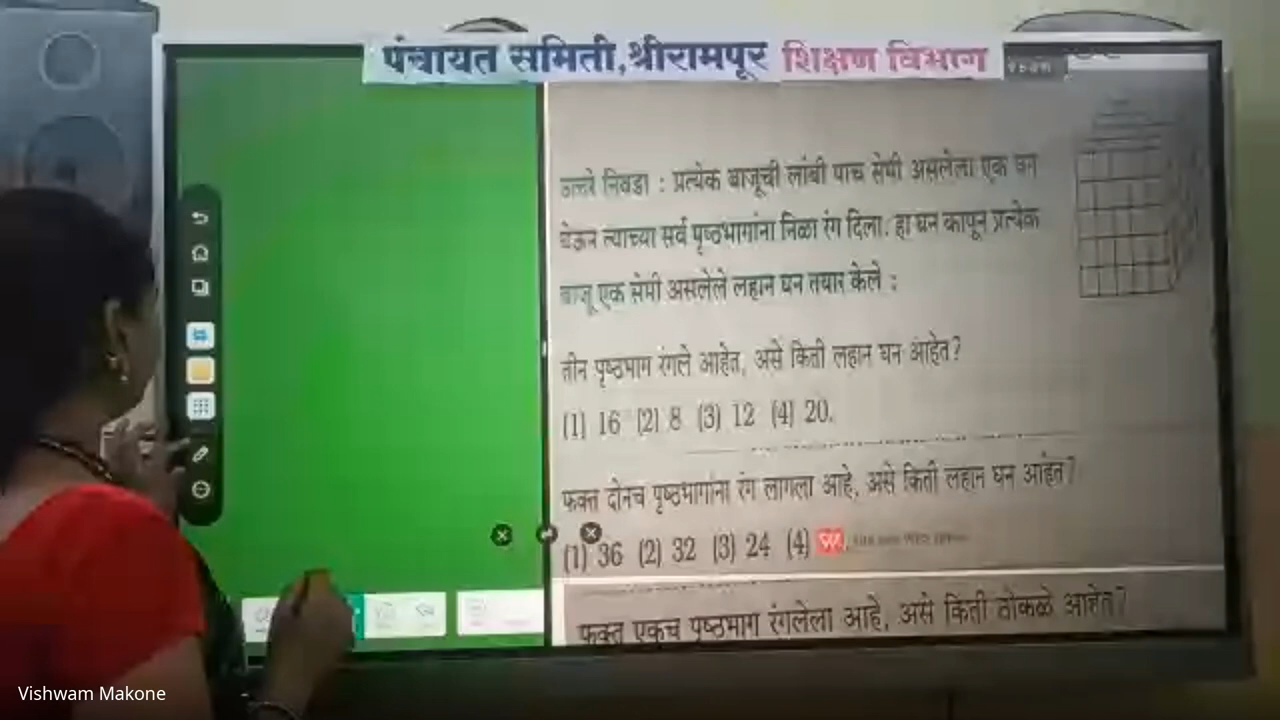 पंचायत समिती,श्रीरामपूर शिक्षण विभाग
निवडा : प्रत्येक बाजूची लांबी पाच सेमी असलेला एक घन
घेऊन त्याच्या सर्व पृष्ठभागांना निळा रंग दिला. हा घन कापून प्रत्येक
बाजू एक सेमी असलेले लहान घन तयार केले :
तीन पृष्ठभाग रंगले आहेत, असे किती लहान घन आहेत?
(1) 16 (2) 8 (3) 12 (4) 20.
फक्त दोनच पृष्ठभागांना रंग लागला आहे, असे किती लहान घन आहेत?
(1) 36 (2) 32 (3) 24 (4)
फक्त एकच पृष्ठभाग रंगलेला आहे, असे किती ठोकळे आहेत?
Vishwam Makone